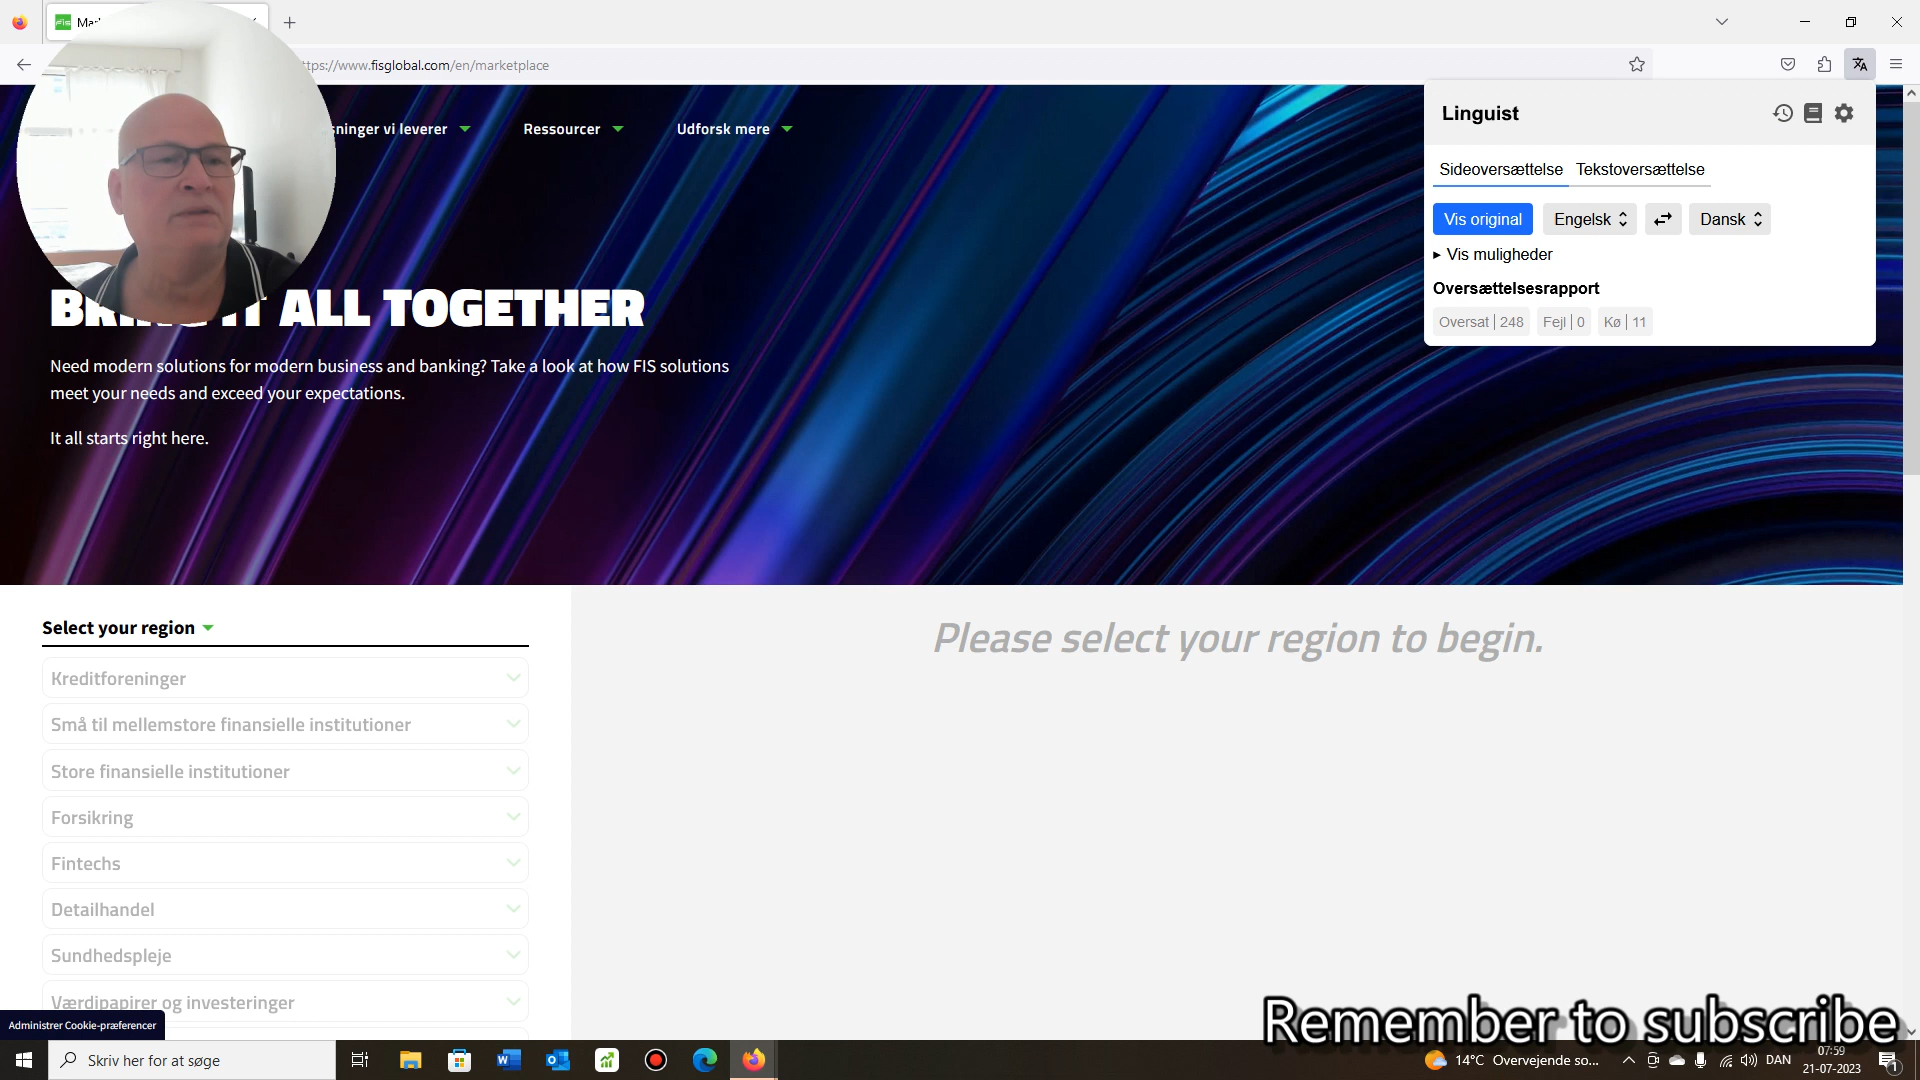 Mar
https://www.fisglobal.com/en/marketplace
sninger vi leverer
Ressourcer
Udforsk mere
Linguist
Sideoversættelse
Tekstoversættelse
Vis original
Engelsk
Dansk
Vis muligheder
Oversættelsesrapport
Oversat 248
Fejl 0
Kø 11
BRING IT ALL TOGETHER
Need modern solutions for modern business and banking? Take a look at how FIS solutions
meet your needs and exceed your expectations.
It all starts right here.
Select your region
Please select your region to begin.
Kreditforeninger
Små til mellemstore finansielle institutioner
Store finansielle institutioner
Forsikring
Fintechs
Detailhandel
Sundhedspleje
Værdipapirer og investeringer
Administrer Cookie-præferencer
Remember to subscribe
Skriv her for at søge
14°C Overvejende so...
DAN
07:59
21-07-2023
1